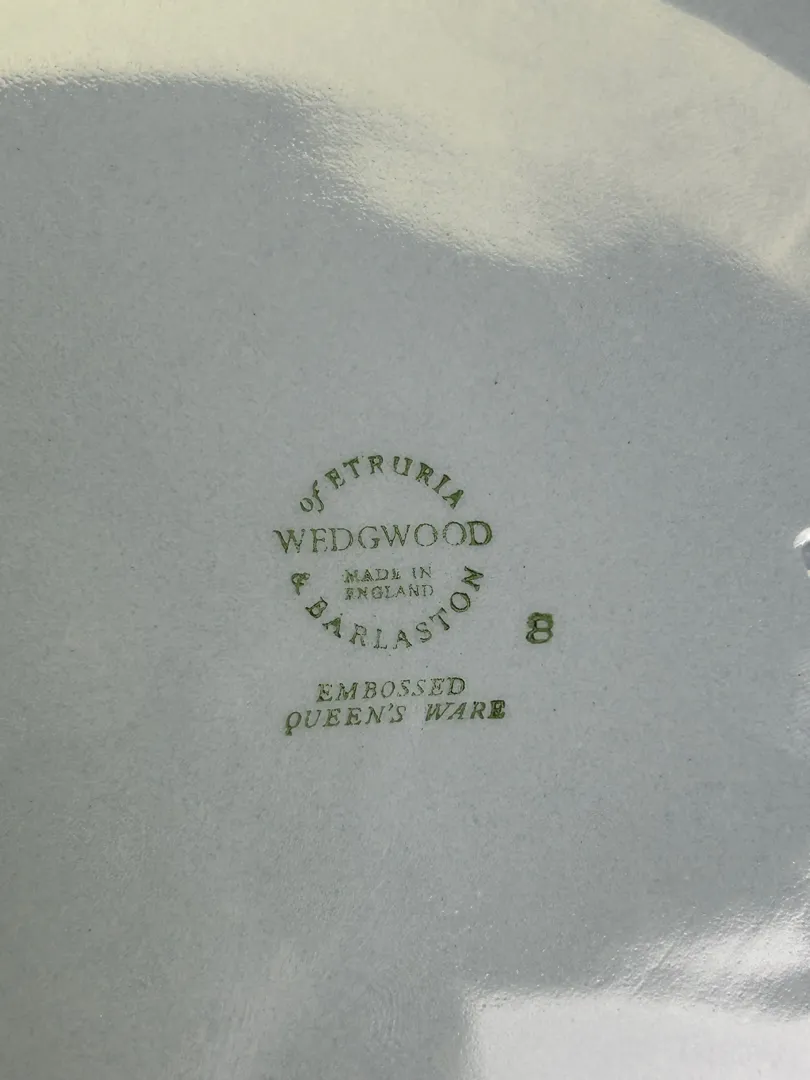 of ETRURIA
WEDGWOOD
MADE IN
ENGLAND
& BARLASTON
8
EMBOSSED
QUEEN'S WARE